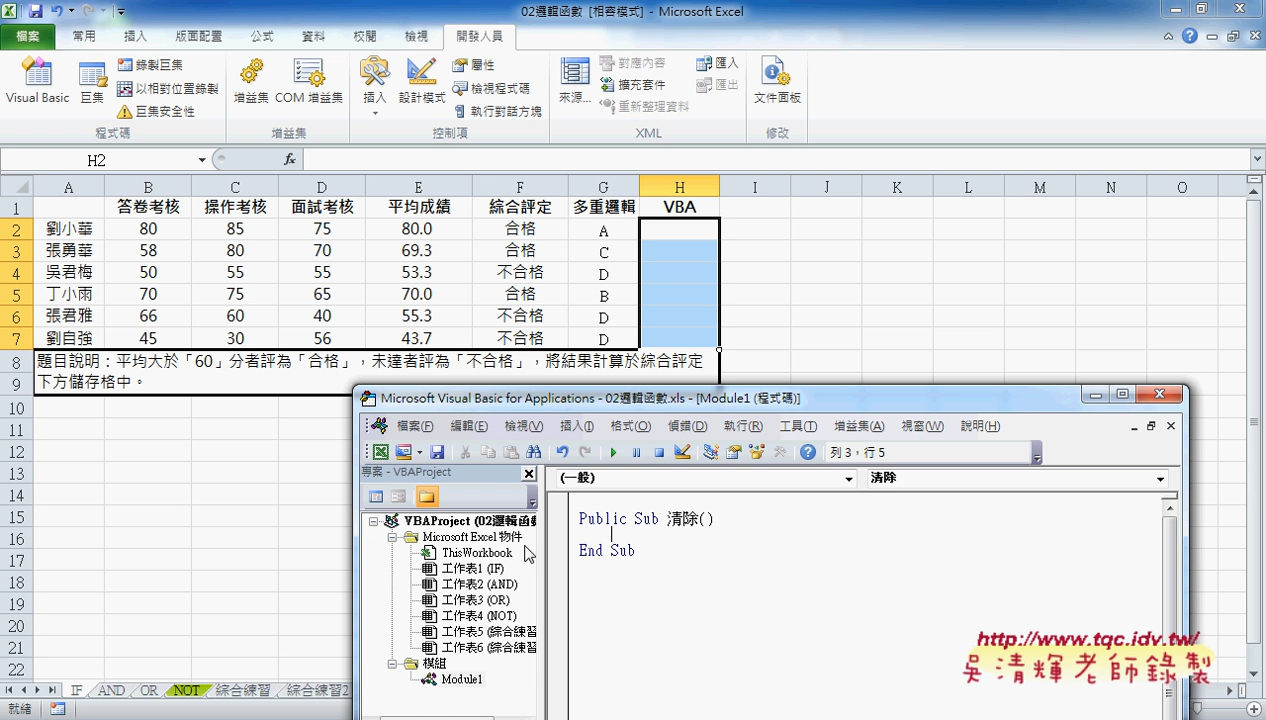 02邏輯函數 [相容模式] - Microsoft Excel
檔案 常用 插入 版面配置 公式 資料 校閱 檢視 開發人員
Visual Basic 巨集 錄製巨集 以相對位置錄製 巨集安全性 程式碼
增益集 COM 增益集 增益集
插入 設計模式 屬性 檢視程式碼 執行對話方塊 控制項
來源... 對應內容 擴充套件 重新整理資料 匯入 匯出 XML
文件面板 修改
H2 fx
A B C D E F G H I J K L M N O
1 答卷考核 操作考核 面試考核 平均成績 綜合評定 多重邏輯 VBA
2 劉小華 80 85 75 80.0 合格 A
3 張勇華 58 80 70 69.3 合格 C
4 吳君梅 50 55 55 53.3 不合格 D
5 丁小雨 70 75 65 70.0 合格 B
6 張君雅 66 60 40 55.3 不合格 D
7 劉自強 45 30 56 43.7 不合格 D
8 題目說明：平均大於「60」分者評為「合格」，未達者評為「不合格」，將結果計算於綜合評定
9 下方儲存格中。
10
11
12
13
14
15
16
17
18
19
20
21
22
Microsoft Visual Basic for Applications - 02邏輯函數.xls - [Module1 (程式碼)]
檔案(F) 編輯(E) 檢視(V) 插入(I) 格式(O) 偵錯(D) 執行(R) 工具(T) 增益集(A) 視窗(W) 說明(H)
列 3，行 5
專案 - VBAProject
(一般) 清除
VBAProject (02邏輯函數
Microsoft Excel 物件
ThisWorkbook
工作表1 (IF)
工作表2 (AND)
工作表3 (OR)
工作表4 (NOT)
工作表5 (綜合練習
工作表6 (綜合練習
模組
Module1
Public Sub 清除()
End Sub
http://www.tqc.idv.tw/
吳清輝老師錄製
IF AND OR NOT 綜合練習 綜合練習2
就緒